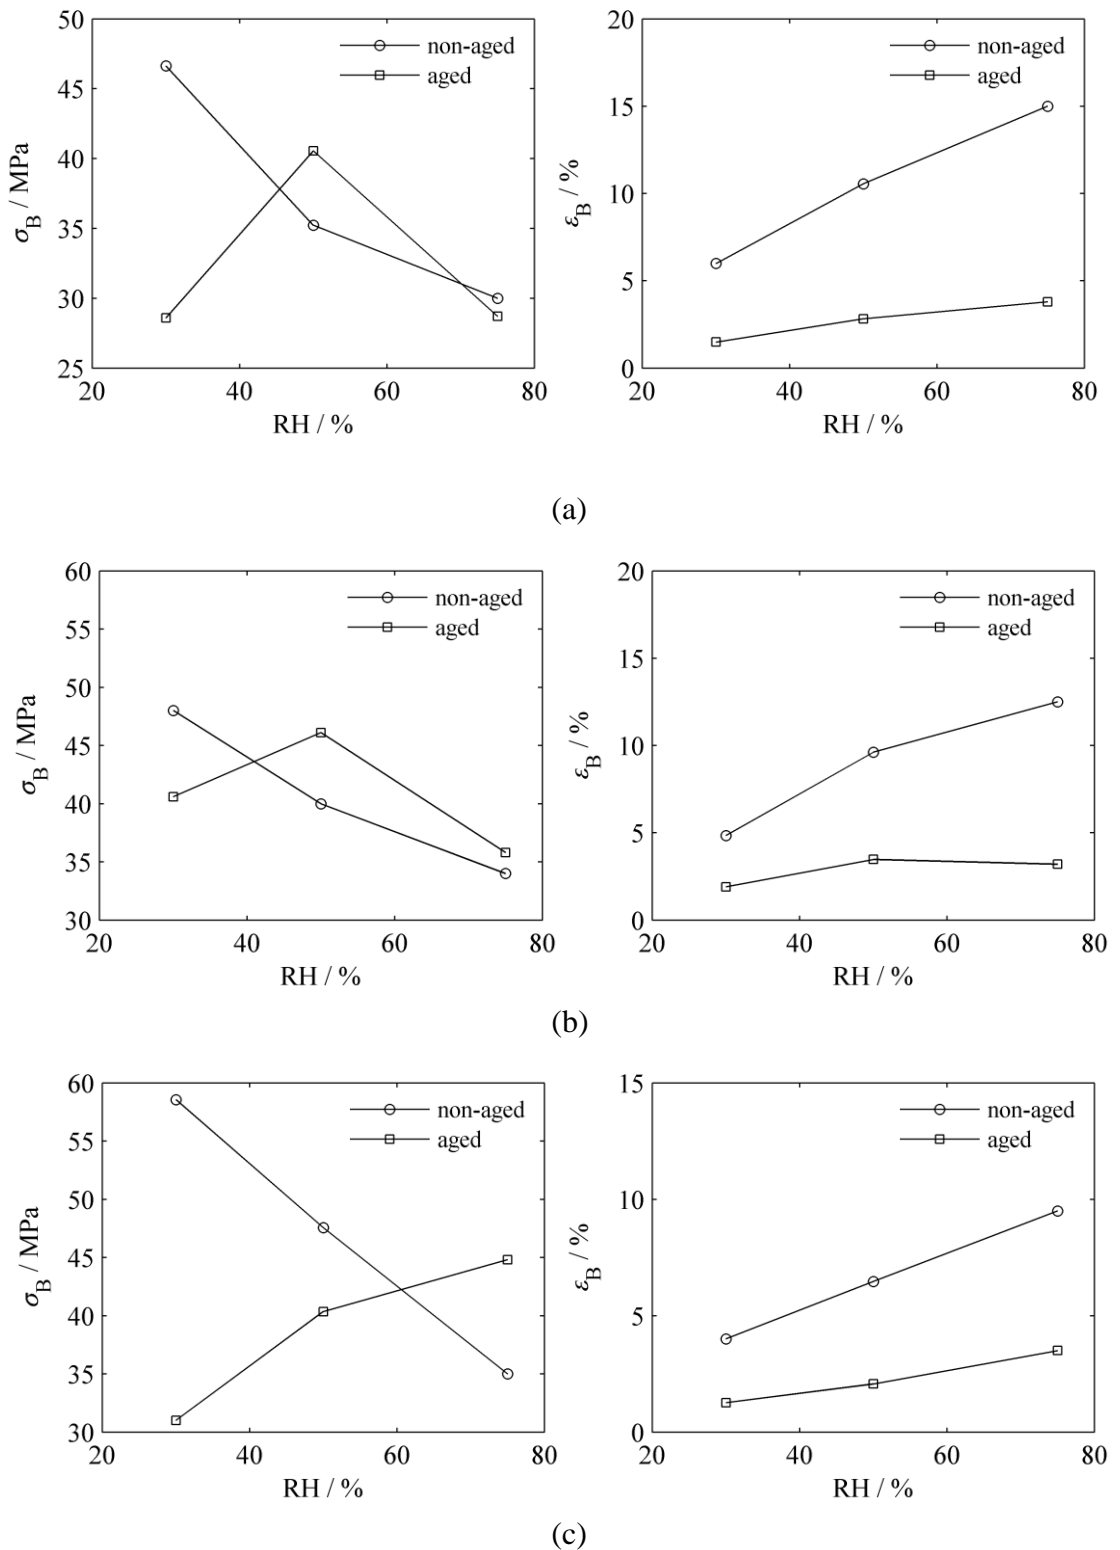 50
45
40
35
30
25
σB / MPa
non-aged
aged
20 40 60 80
RH / %
20
15
10
5
0
εB / %
non-aged
aged
20 40 60 80
RH / %
(a)
60
55
50
45
40
35
30
σB / MPa
non-aged
aged
20 40 60 80
RH / %
20
15
10
5
0
εB / %
non-aged
aged
20 40 60 80
RH / %
(b)
60
55
50
45
40
35
30
σB / MPa
non-aged
aged
20 40 60 80
RH / %
15
10
5
0
εB / %
non-aged
aged
20 40 60 80
RH / %
(c)